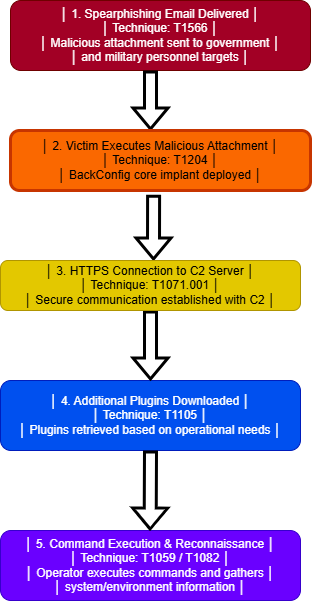 | 1. Spearphishing Email Delivered |
| Technique: T1566 |
| Malicious attachment sent to government |
| and military personnel targets |
| 2. Victim Executes Malicious Attachment |
| Technique: T1204 |
| BackConfig core implant deployed |
| 3. HTTPS Connection to C2 Server |
| Technique: T1071.001 |
| Secure communication established with C2 |
| 4. Additional Plugins Downloaded |
| Technique: T1105 |
| Plugins retrieved based on operational needs |
| 5. Command Execution & Reconnaissance |
| Technique: T1059 / T1082 |
| Operator executes commands and gathers |
| system/environment information |